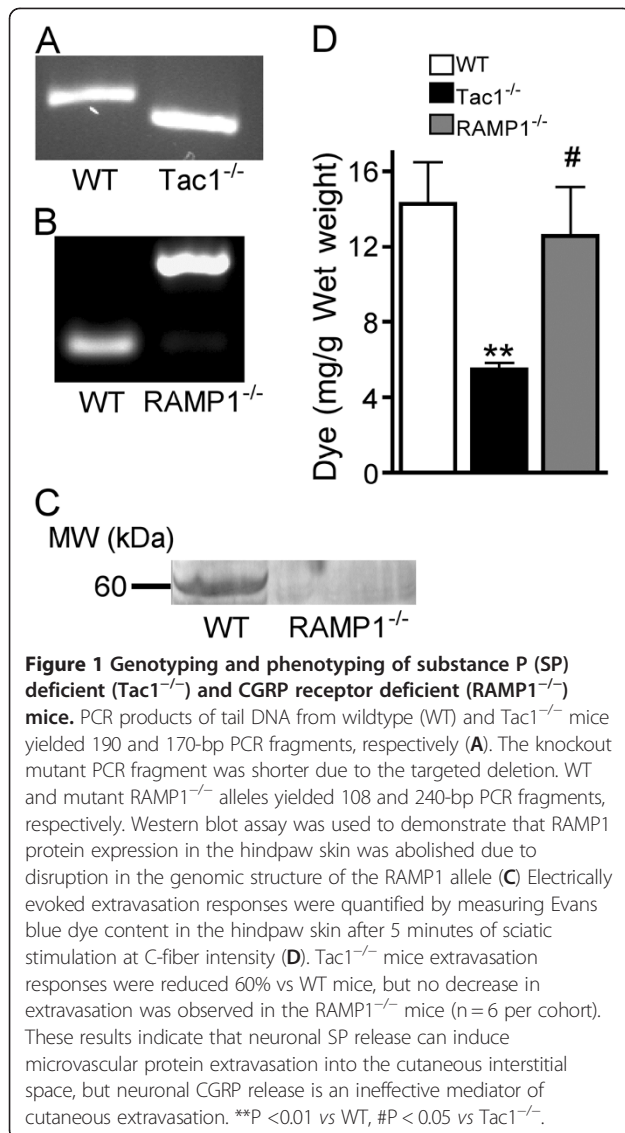 A
WT Tac1-/-
B
WT RAMP1-/-
C
MW (kDa)
60
WT RAMP1-/-
D
WT
Tac1-/-
RAMP1-/-
Dye (mg/g Wet weight)
16
12
8
4
0
**
#
Figure 1 Genotyping and phenotyping of substance P (SP)
deficient (Tac1−/−) and CGRP receptor deficient (RAMP1−/−)
mice. PCR products of tail DNA from wildtype (WT) and Tac1−/− mice
yielded 190 and 170-bp PCR fragments, respectively (A). The knockout
mutant PCR fragment was shorter due to the targeted deletion. WT
and mutant RAMP1−/− alleles yielded 108 and 240-bp PCR fragments,
respectively. Western blot assay was used to demonstrate that RAMP1
protein expression in the hindpaw skin was abolished due to
disruption in the genomic structure of the RAMP1 allele (C) Electrically
evoked extravasation responses were quantified by measuring Evans
blue dye content in the hindpaw skin after 5 minutes of sciatic
stimulation at C-fiber intensity (D). Tac1−/− mice extravasation
responses were reduced 60% vs WT mice, but no decrease in
extravasation was observed in the RAMP1−/− mice (n = 6 per cohort).
These results indicate that neuronal SP release can induce
microvascular protein extravasation into the cutaneous interstitial
space, but neuronal CGRP release is an ineffective mediator of
cutaneous extravasation. **P <0.01 vs WT, #P < 0.05 vs Tac1−/−.